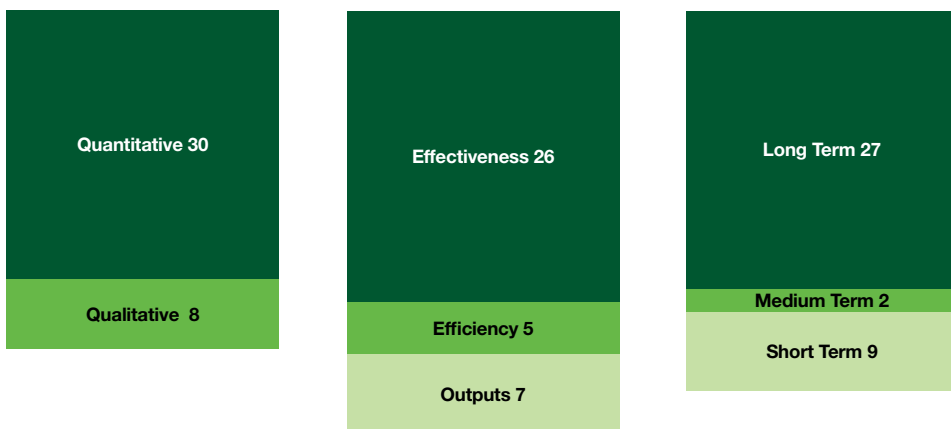 Quantitative 30
Qualitative 8
Effectiveness 26
Efficiency 5
Outputs 7
Long Term 27
Medium Term 2
Short Term 9